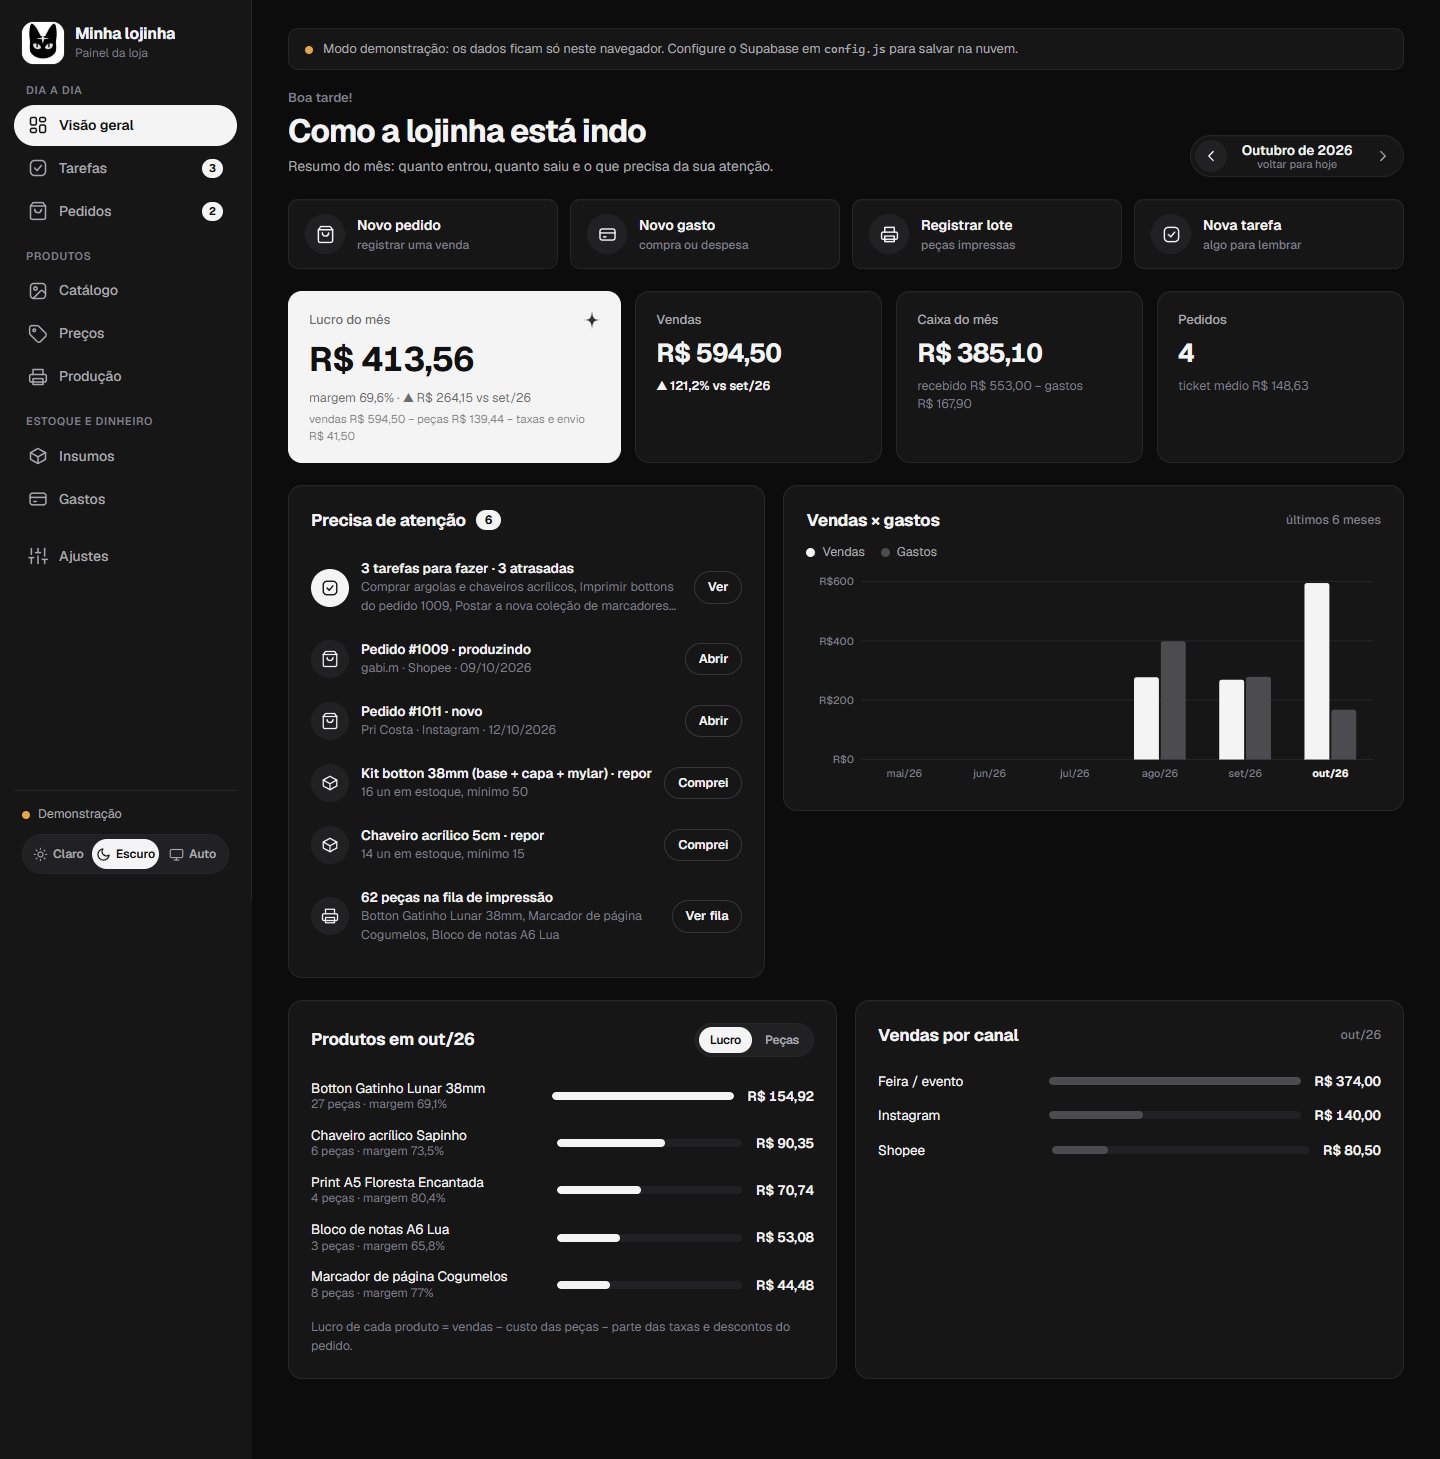 Minha lojinha
Painel da loja
DIA A DIA
Visão geral
Tarefas
3
Pedidos
2
PRODUTOS
Catálogo
Preços
Produção
ESTOQUE E DINHEIRO
Insumos
Gastos
Ajustes
Demonstração
Claro
Escuro
Auto
Modo demonstração: os dados ficam só neste navegador. Configure o Supabase em config.js para salvar na nuvem.
Boa tarde!
Como a lojinha está indo
Resumo do mês: quanto entrou, quanto saiu e o que precisa da sua atenção.
Outubro de 2026
voltar para hoje
Novo pedido
registrar uma venda
Novo gasto
compra ou despesa
Registrar lote
peças impressas
Nova tarefa
algo para lembrar
Lucro do mês
R$ 413,56
margem 69,6% · ▲ R$ 264,15 vs set/26
vendas R$ 594,50 − peças R$ 139,44 − taxas e envio
R$ 41,50
Vendas
R$ 594,50
▲ 121,2% vs set/26
Caixa do mês
R$ 385,10
recebido R$ 553,00 − gastos
R$ 167,90
Pedidos
4
ticket médio R$ 148,63
Precisa de atenção
6
3 tarefas para fazer · 3 atrasadas
Comprar argolas e chaveiros acrílicos, Imprimir bottons
do pedido 1009, Postar a nova coleção de marcadores…
Ver
Pedido #1009 · produzindo
gabi.m · Shopee · 09/10/2026
Abrir
Pedido #1011 · novo
Pri Costa · Instagram · 12/10/2026
Abrir
Kit botton 38mm (base + capa + mylar) · repor
16 un em estoque, mínimo 50
Comprei
Chaveiro acrílico 5cm · repor
14 un em estoque, mínimo 15
Comprei
62 peças na fila de impressão
Botton Gatinho Lunar 38mm, Marcador de página
Cogumelos, Bloco de notas A6 Lua
Ver fila
Vendas × gastos
últimos 6 meses
Vendas
Gastos
R$600
R$400
R$200
R$0
mai/26
jun/26
jul/26
ago/26
set/26
out/26
Produtos em out/26
Lucro
Peças
Botton Gatinho Lunar 38mm
27 peças · margem 69,1%
R$ 154,92
Chaveiro acrílico Sapinho
6 peças · margem 73,5%
R$ 90,35
Print A5 Floresta Encantada
4 peças · margem 80,4%
R$ 70,74
Bloco de notas A6 Lua
3 peças · margem 65,8%
R$ 53,08
Marcador de página Cogumelos
8 peças · margem 77%
R$ 44,48
Lucro de cada produto = vendas − custo das peças − parte das taxas e descontos do
pedido.
Vendas por canal
out/26
Feira / evento
R$ 374,00
Instagram
R$ 140,00
Shopee
R$ 80,50